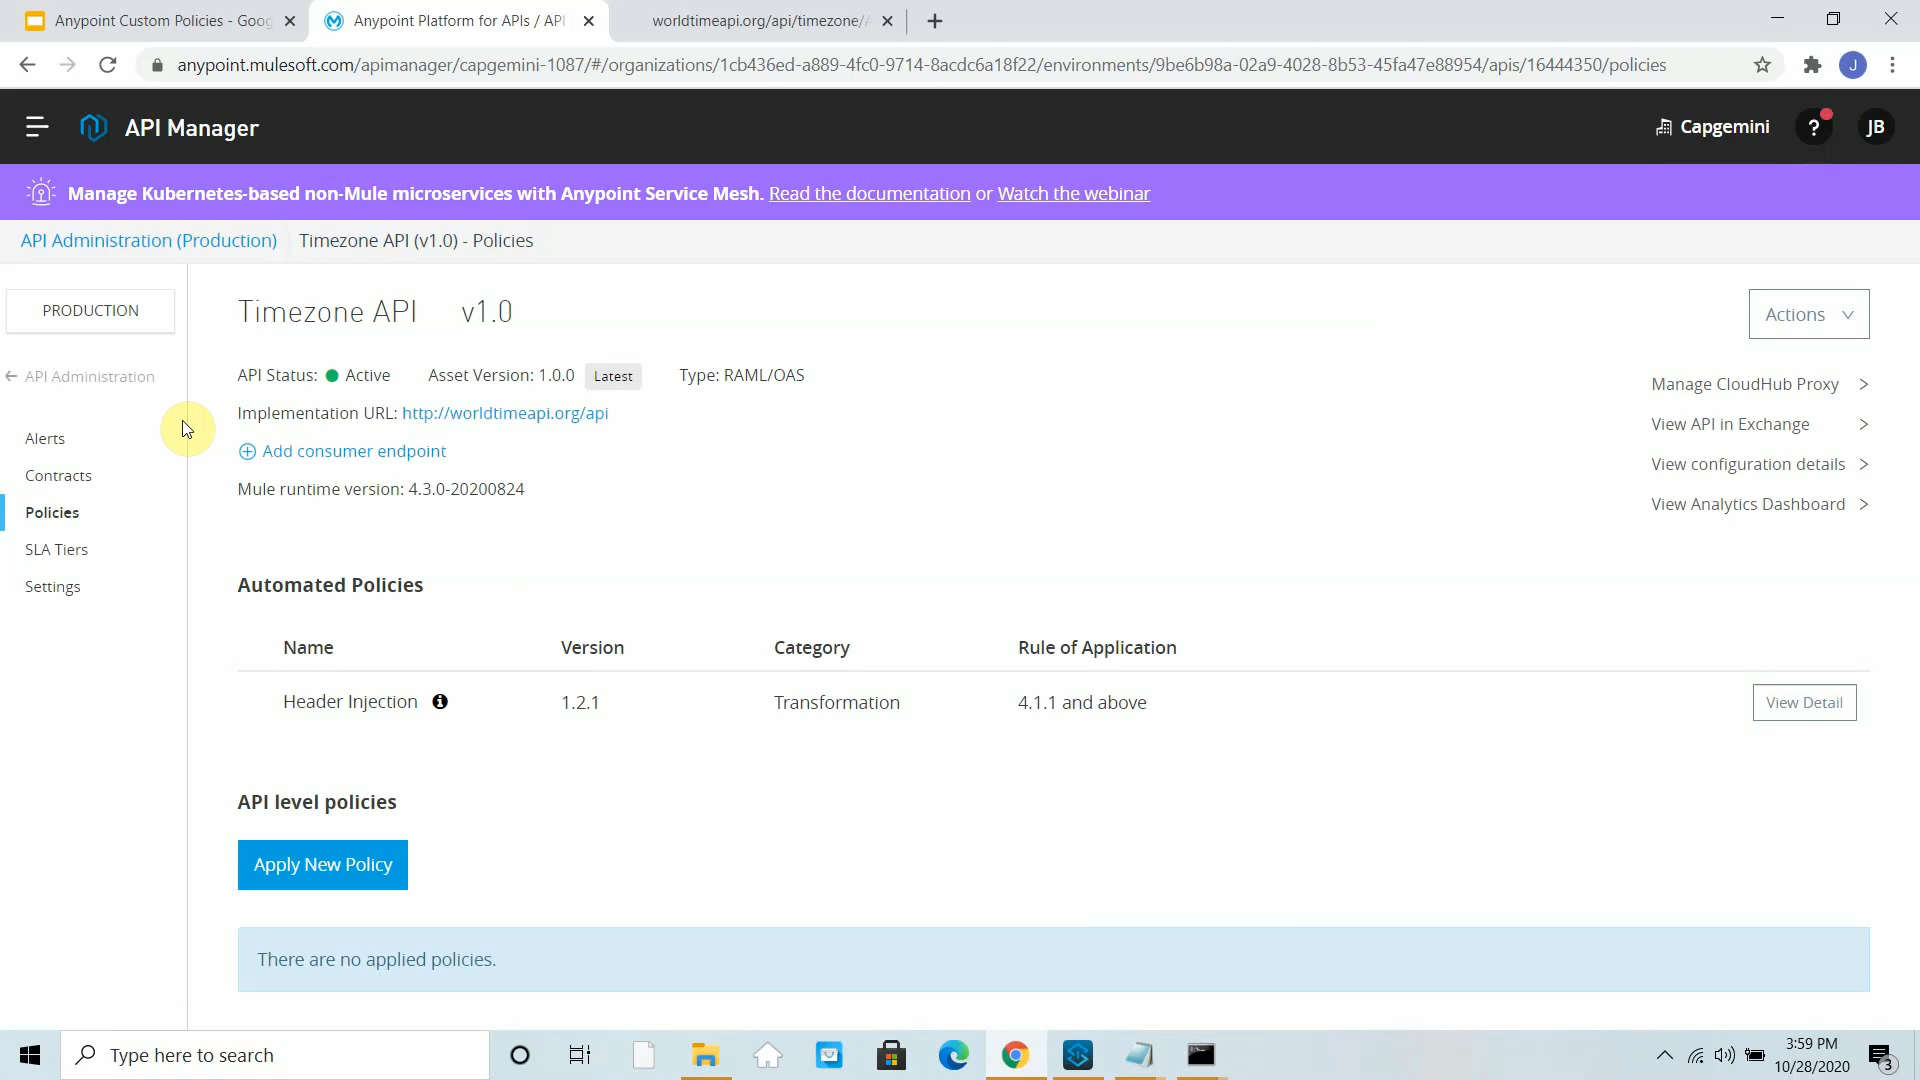 Anypoint Custom Policies - Goog
Anypoint Platform for APIs / API
worldtimeapi.org/api/timezone/A
anypoint.mulesoft.com/apimanager/capgemini-1087/#/organizations/1cb436ed-a889-4fc0-9714-8acdc6a18f22/environments/9be6b98a-02a9-4028-8b53-45fa47e88954/apis/16444350/policies
J
API Manager
Capgemini
?
JB
Manage Kubernetes-based non-Mule microservices with Anypoint Service Mesh. Read the documentation or Watch the webinar
API Administration (Production)
Timezone API (v1.0) - Policies
PRODUCTION
API Administration
Alerts
Contracts
Policies
SLA Tiers
Settings
Timezone API v1.0
Actions
API Status: Active Asset Version: 1.0.0 Latest Type: RAML/OAS
Implementation URL: http://worldtimeapi.org/api
Add consumer endpoint
Mule runtime version: 4.3.0-20200824
Manage CloudHub Proxy >
View API in Exchange >
View configuration details >
View Analytics Dashboard >
Automated Policies
Name Version Category Rule of Application
Header Injection 1.2.1 Transformation 4.1.1 and above View Detail
API level policies
Apply New Policy
There are no applied policies.
Type here to search
3:59 PM
10/28/2020
3